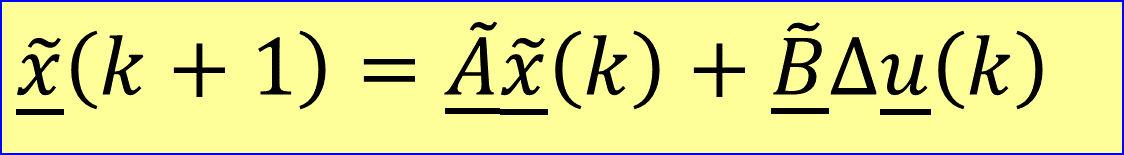 x̲̃(k + 1) = Ã̲x̲̃(k) + B̲̃Δu̲(k)